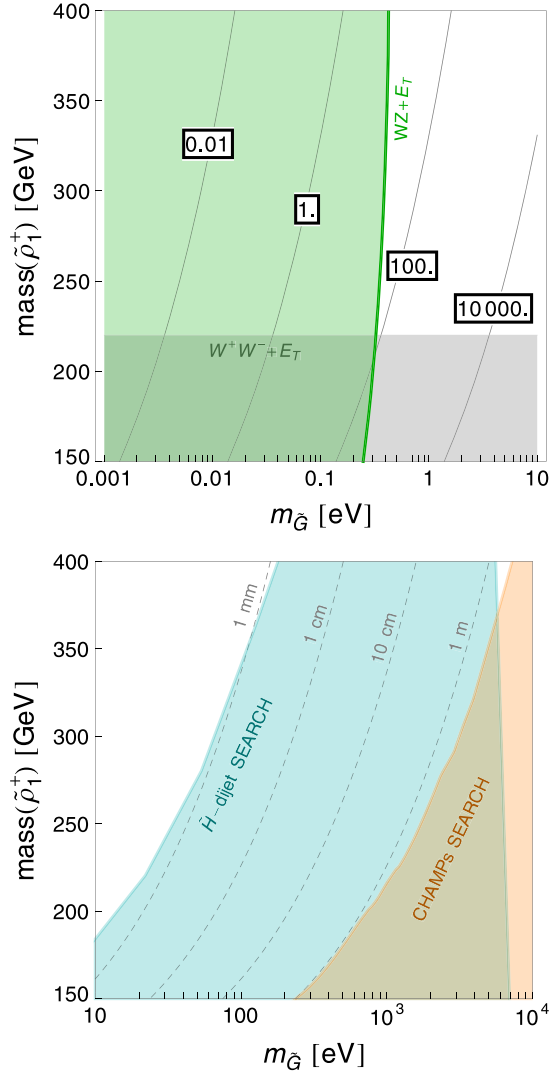 400
350
300
250
200
150
mass(ρ̃₁⁺) [GeV]
0.01
1.
100.
10 000.
WZ+E_T
W⁺W⁻+E_T
0.001
0.01
0.1
1
10
m_G̃ [eV]
400
350
300
250
200
150
mass(ρ̃₁⁺) [GeV]
1 mm
1 cm
10 cm
1 m
H̃-dijet SEARCH
CHAMPs SEARCH
10
100
10³
10⁴
m_G̃ [eV]